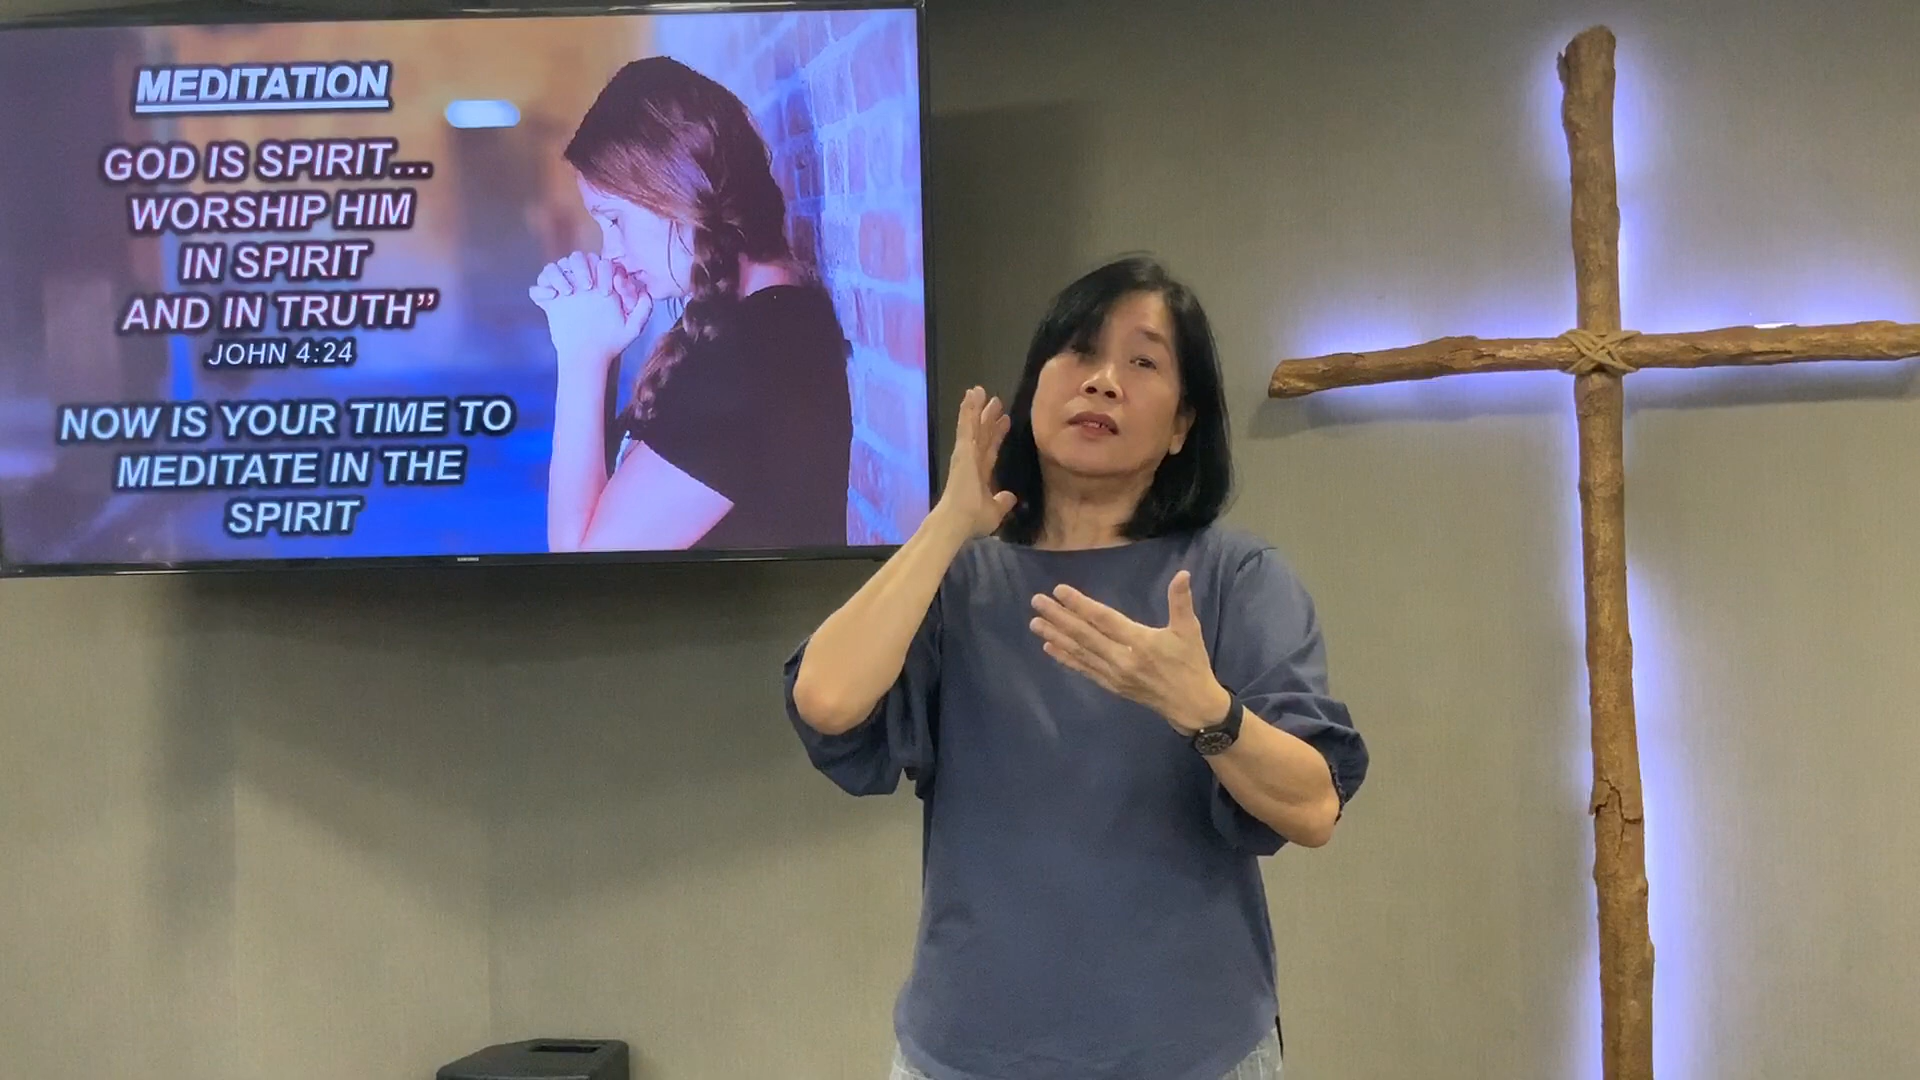 MEDITATION
GOD IS SPIRIT...
WORSHIP HIM
IN SPIRIT
AND IN TRUTH”
JOHN 4:24
NOW IS YOUR TIME TO
MEDITATE IN THE
SPIRIT
SAMSUNG